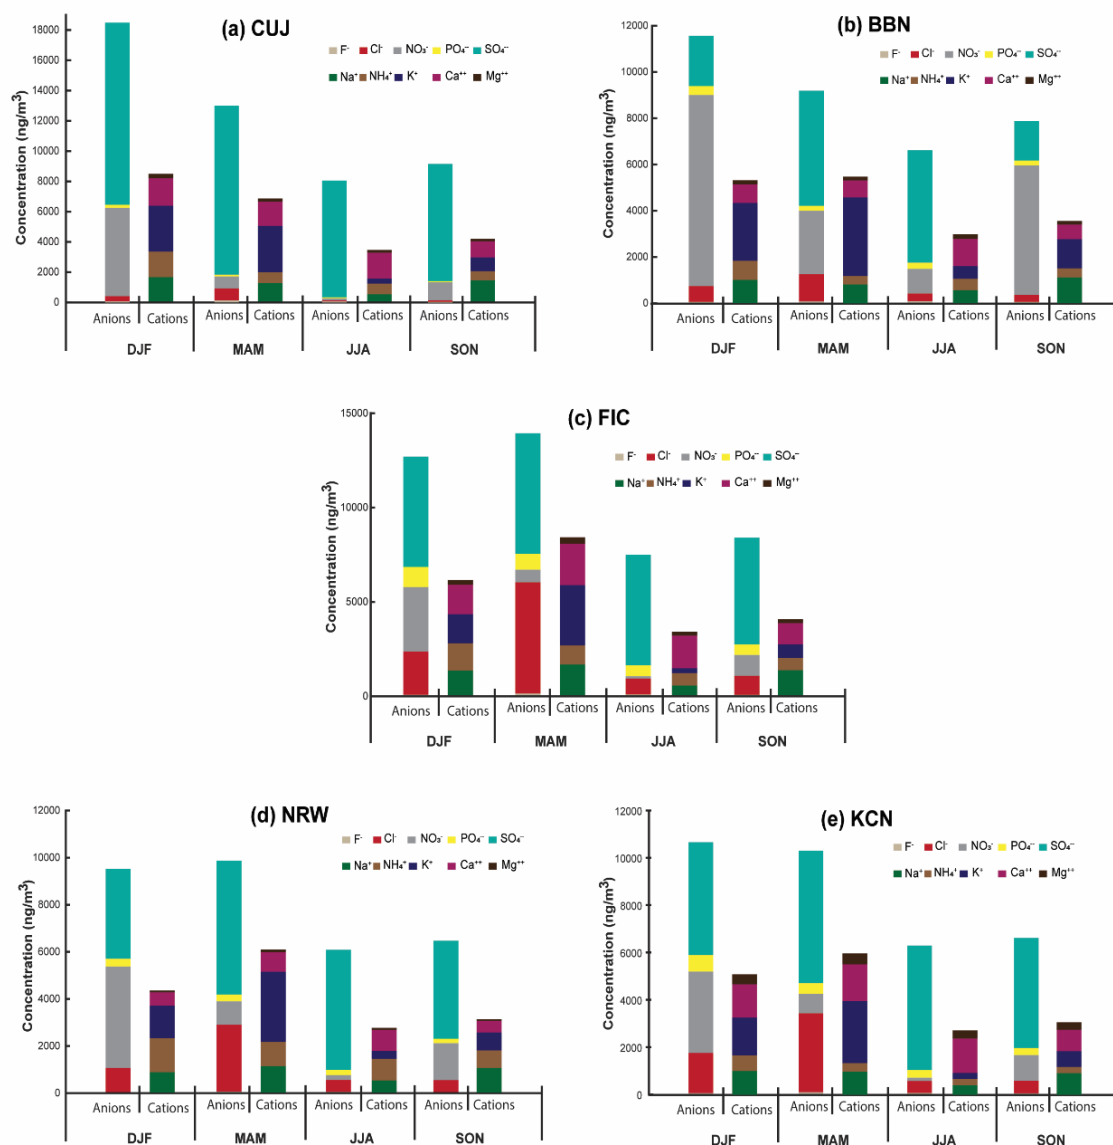 (a) CUJ
F⁻ Cl⁻ NO₃⁻ PO₄⁻⁻ SO₄⁻⁻
Na⁺ NH₄⁺ K⁺ Ca⁺⁺ Mg⁺⁺
Concentration (ng/m³)
18000
16000
14000
12000
10000
8000
6000
4000
2000
0
Anions Cations Anions Cations Anions Cations Anions Cations
DJF MAM JJA SON
(b) BBN
F⁻ Cl⁻ NO₃⁻ PO₄⁻⁻ SO₄⁻⁻
Na⁺ NH₄⁺ K⁺ Ca⁺⁺ Mg⁺⁺
Concentration (ng/m³)
12000
10000
8000
6000
4000
2000
0
Anions Cations Anions Cations Anions Cations Anions Cations
DJF MAM JJA SON
(c) FIC
F⁻ Cl⁻ NO₃⁻ PO₄⁻⁻ SO₄⁻⁻
Na⁺ NH₄⁺ K⁺ Ca⁺⁺ Mg⁺⁺
Concentration (ng/m³)
15000
10000
5000
0
Anions Cations Anions Cations Anions Cations Anions Cations
DJF MAM JJA SON
(d) NRW
F⁻ Cl⁻ NO₃⁻ PO₄⁻⁻ SO₄⁻⁻
Na⁺ NH₄⁺ K⁺ Ca⁺⁺ Mg⁺⁺
Concentration (ng/m³)
12000
10000
8000
6000
4000
2000
0
Anions Cations Anions Cations Anions Cations Anions Cations
DJF MAM JJA SON
(e) KCN
F⁻ Cl⁻ NO₃⁻ PO₄⁻⁻ SO₄⁻⁻
Na⁺ NH₄⁺ K⁺ Ca⁺⁺ Mg⁺⁺
Concentration (ng/m³)
12000
10000
8000
6000
4000
2000
0
Anions Cations Anions Cations Anions Cations Anions Cations
DJF MAM JJA SON